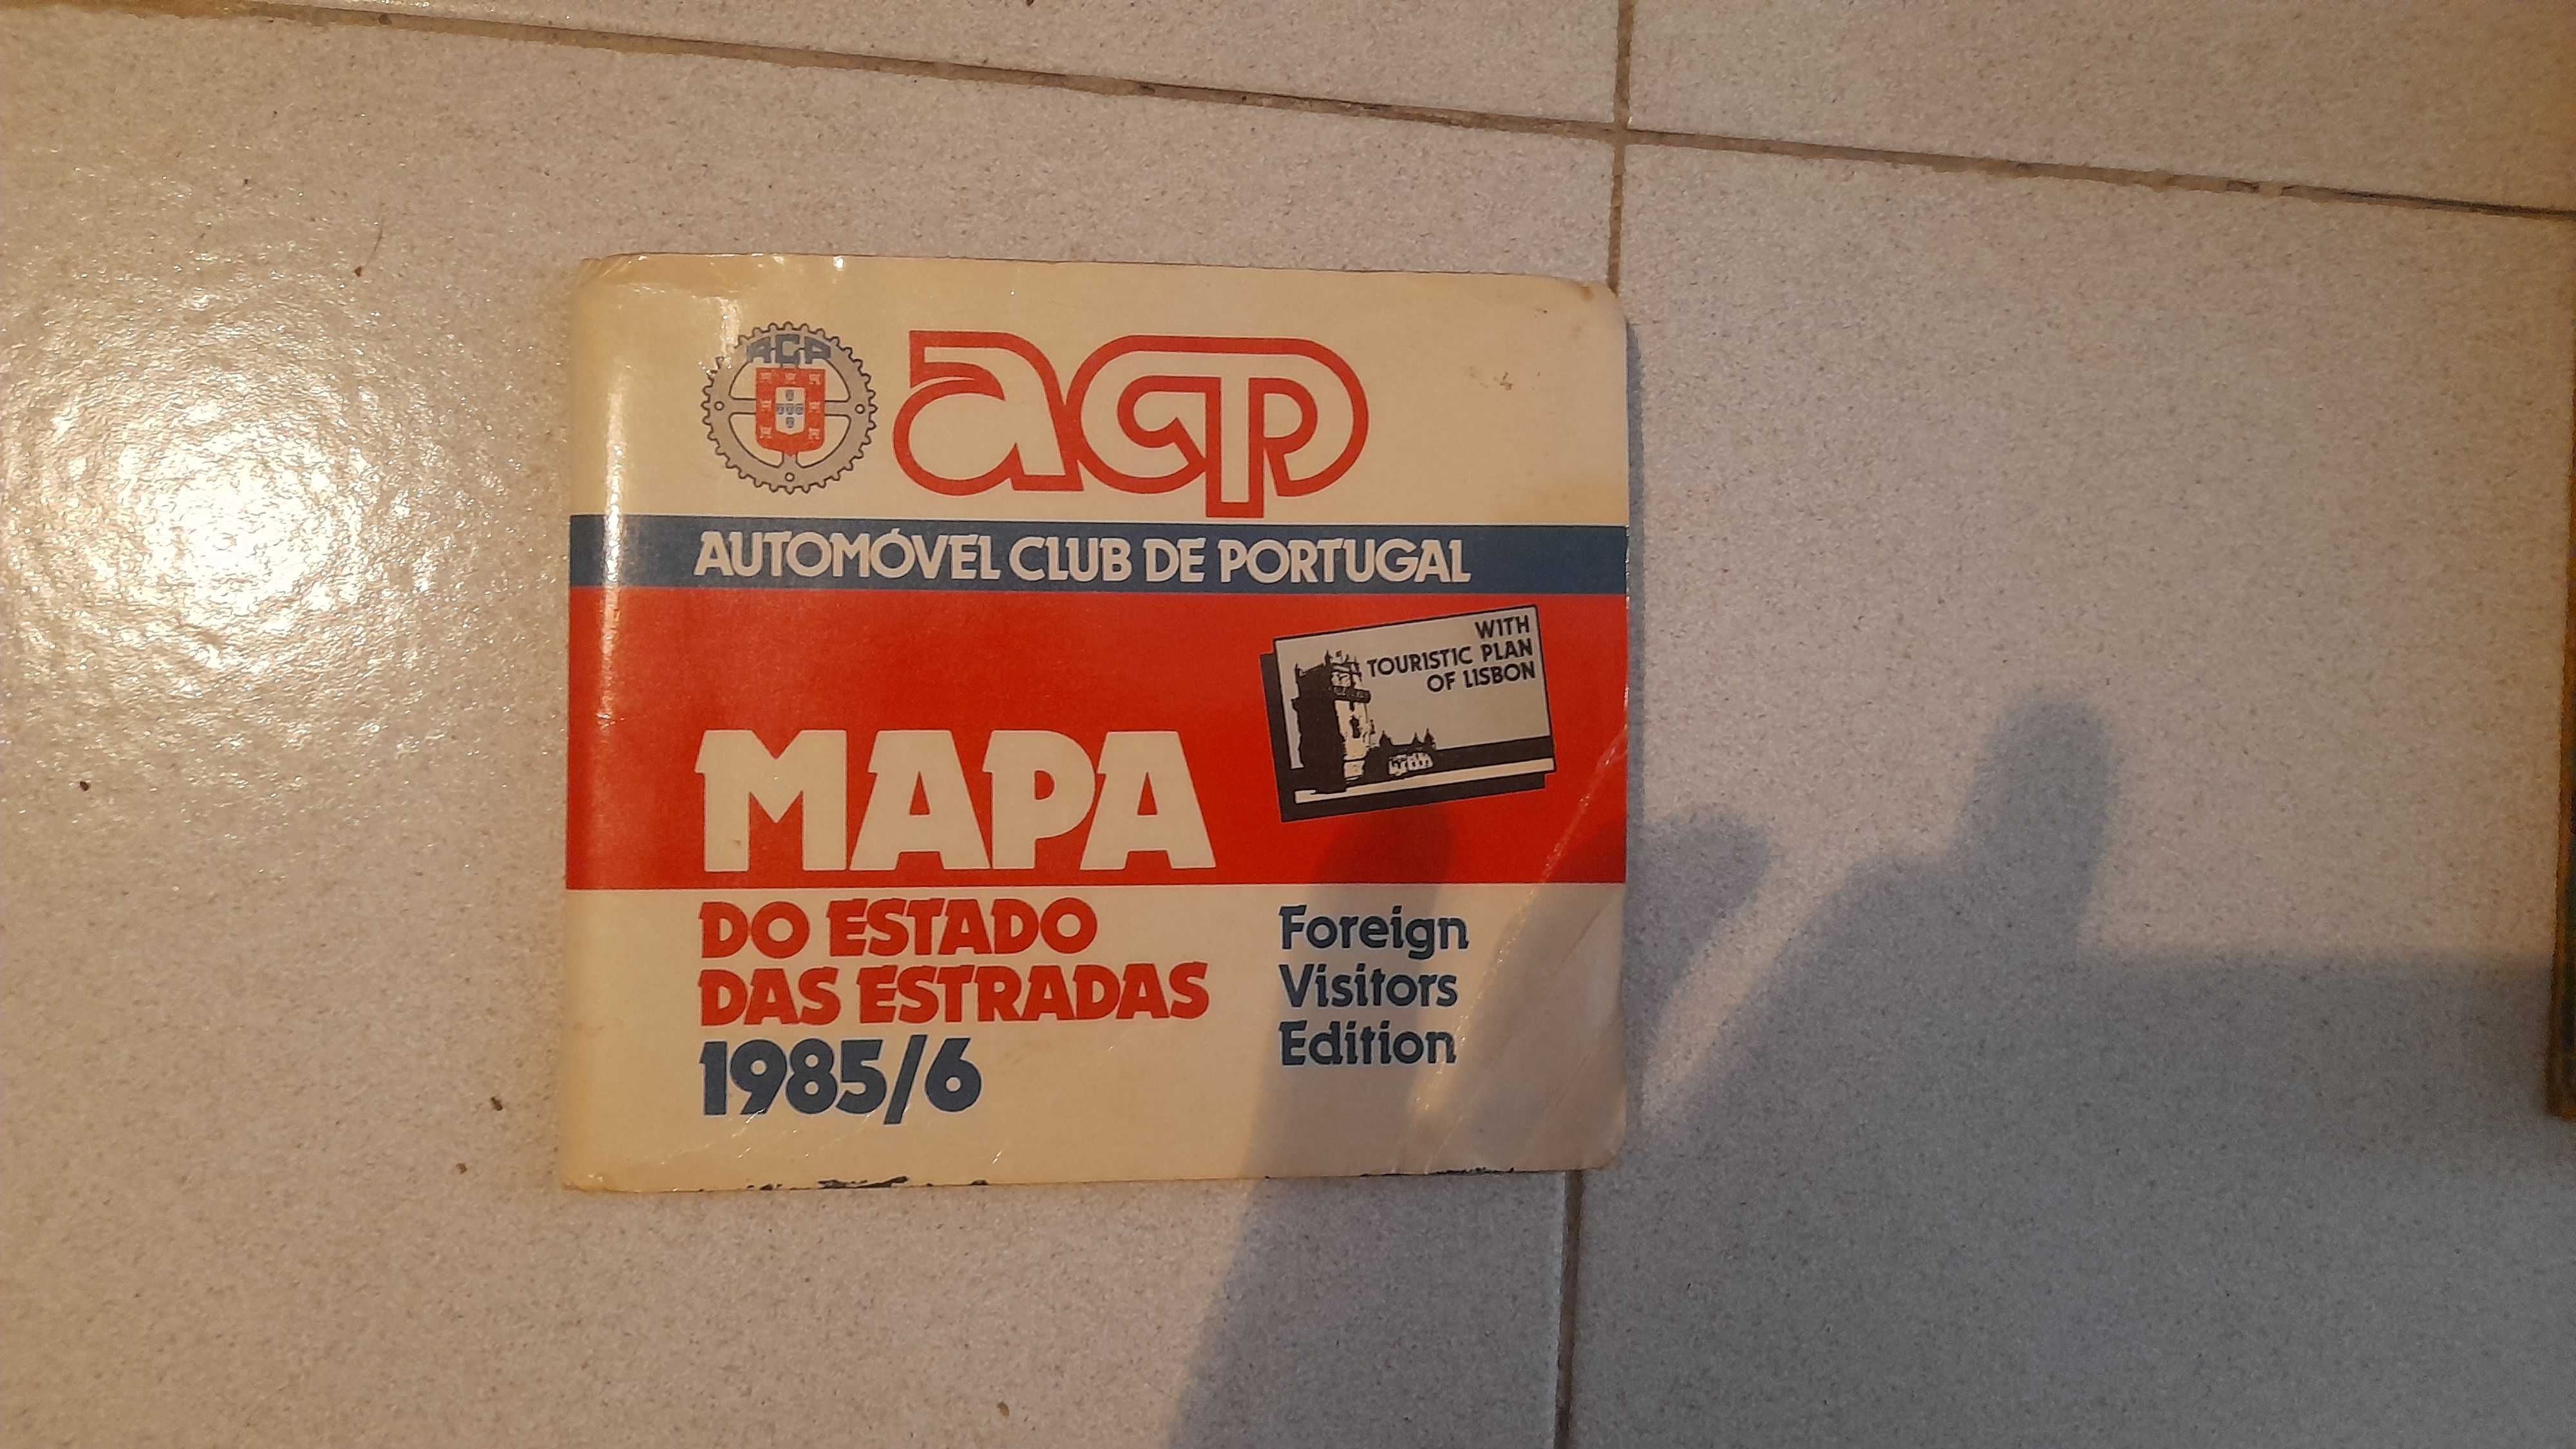 ACP
acp
AUTOMÓVEL CLUB DE PORTUGAL
WITH
TOURISTIC PLAN
OF LISBON
MAPA
DO ESTADO
DAS ESTRADAS
1985/6
Foreign
Visitors
Edition